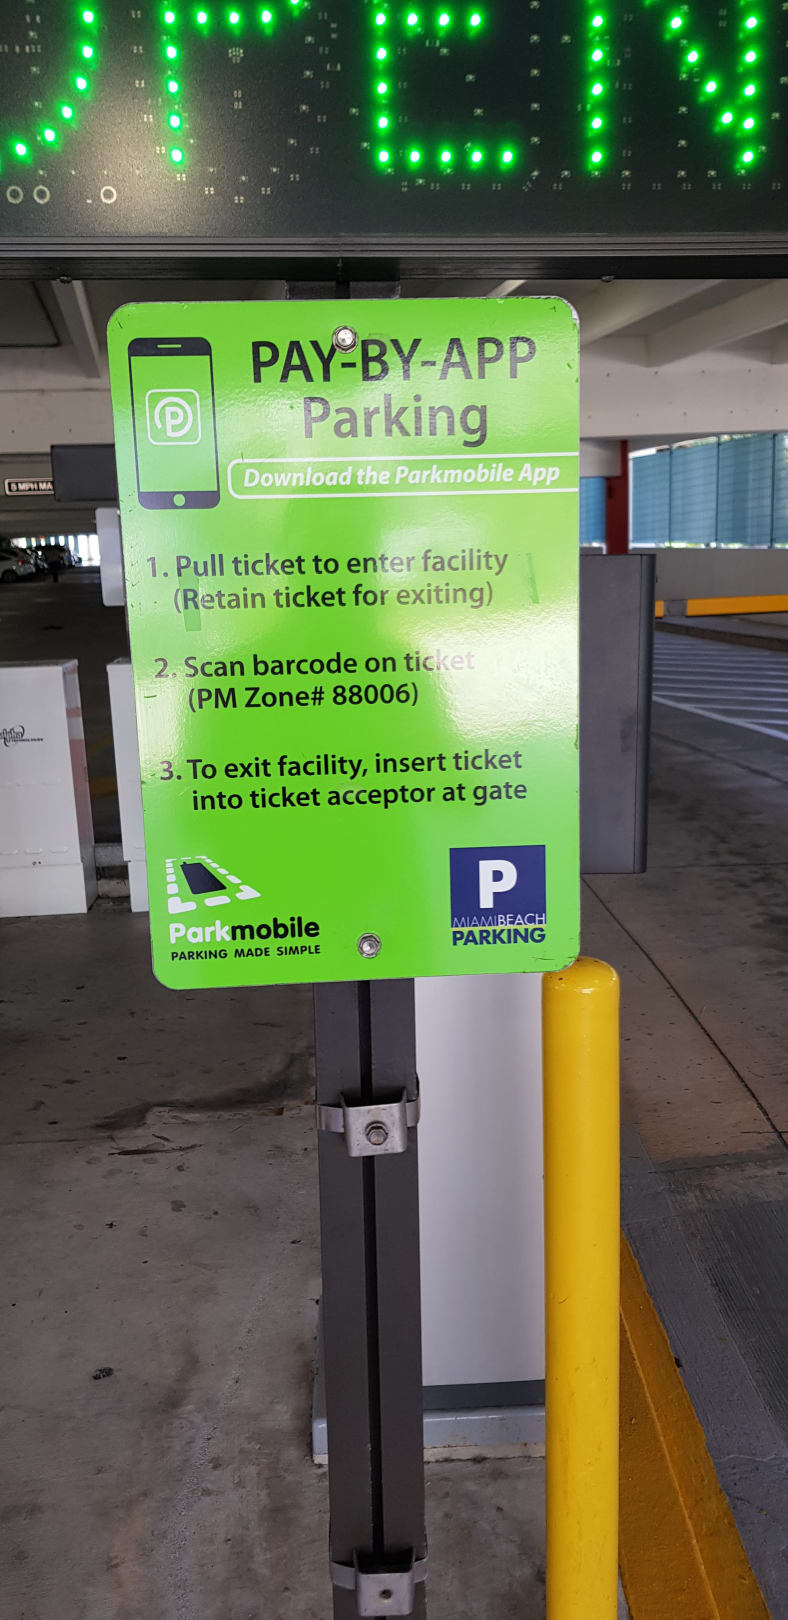 OPEN
PAY-BY-APP
Parking
Download the Parkmobile App
5 MPH MA
1. Pull ticket to enter facility
(Retain ticket for exiting)
2. Scan barcode on ticket
(PM Zone# 88006)
3. To exit facility, insert ticket
into ticket acceptor at gate
Parkmobile
PARKING MADE SIMPLE
P
MIAMIBEACH
PARKING